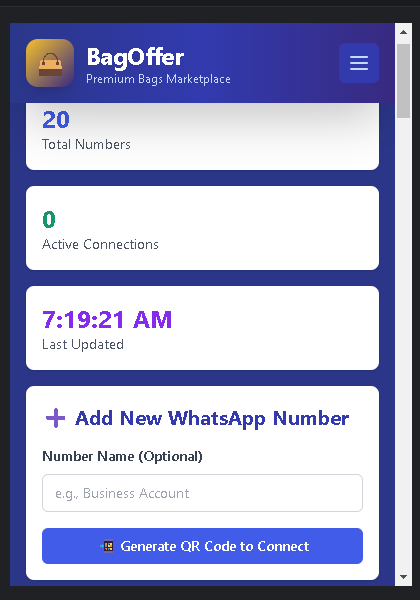 BagOffer
Premium Bags Marketplace
20
Total Numbers
0
Active Connections
7:19:21 AM
Last Updated
Add New WhatsApp Number
Number Name (Optional)
e.g., Business Account
Generate QR Code to Connect